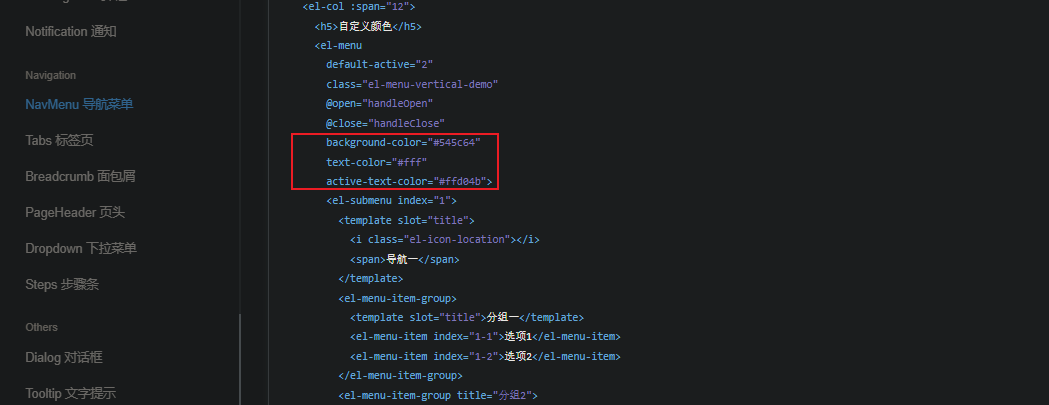 Notification 通知
Navigation
NavMenu 导航菜单
Tabs 标签页
Breadcrumb 面包屑
PageHeader 页头
Dropdown 下拉菜单
Steps 步骤条
Others
Dialog 对话框
Tooltip 文字提示
<el-col :span="12">
<h5>自定义颜色</h5>
<el-menu
default-active="2"
class="el-menu-vertical-demo"
@open="handleOpen"
@close="handleClose"
background-color="#545c64"
text-color="#fff"
active-text-color="#ffd04b">
<el-submenu index="1">
<template slot="title">
<i class="el-icon-location"></i>
<span>导航一</span>
</template>
<el-menu-item-group>
<template slot="title">分组一</template>
<el-menu-item index="1-1">选项1</el-menu-item>
<el-menu-item index="1-2">选项2</el-menu-item>
</el-menu-item-group>
<el-menu-item-group title="分组2">